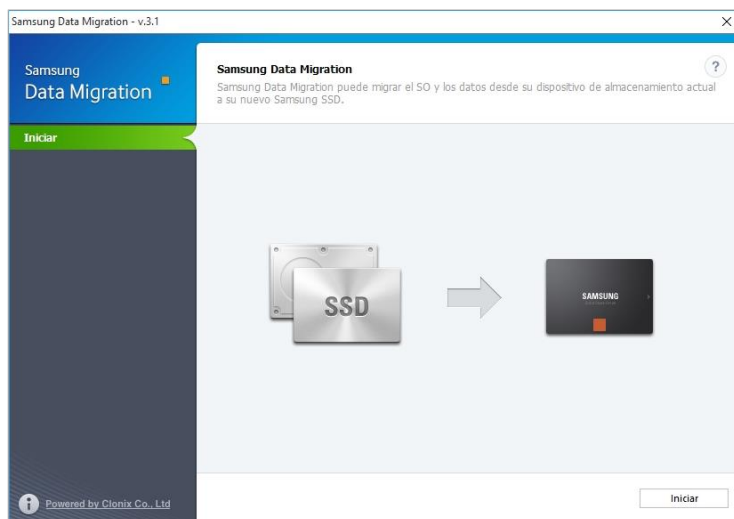 Samsung Data Migration - v.3.1
Samsung
Data Migration
Samsung Data Migration
?
Samsung Data Migration puede migrar el SO y los datos desde su dispositivo de almacenamiento actual
a su nuevo Samsung SSD.
Iniciar
SSD
SAMSUNG
i
Powered by Clonix Co., Ltd
Iniciar